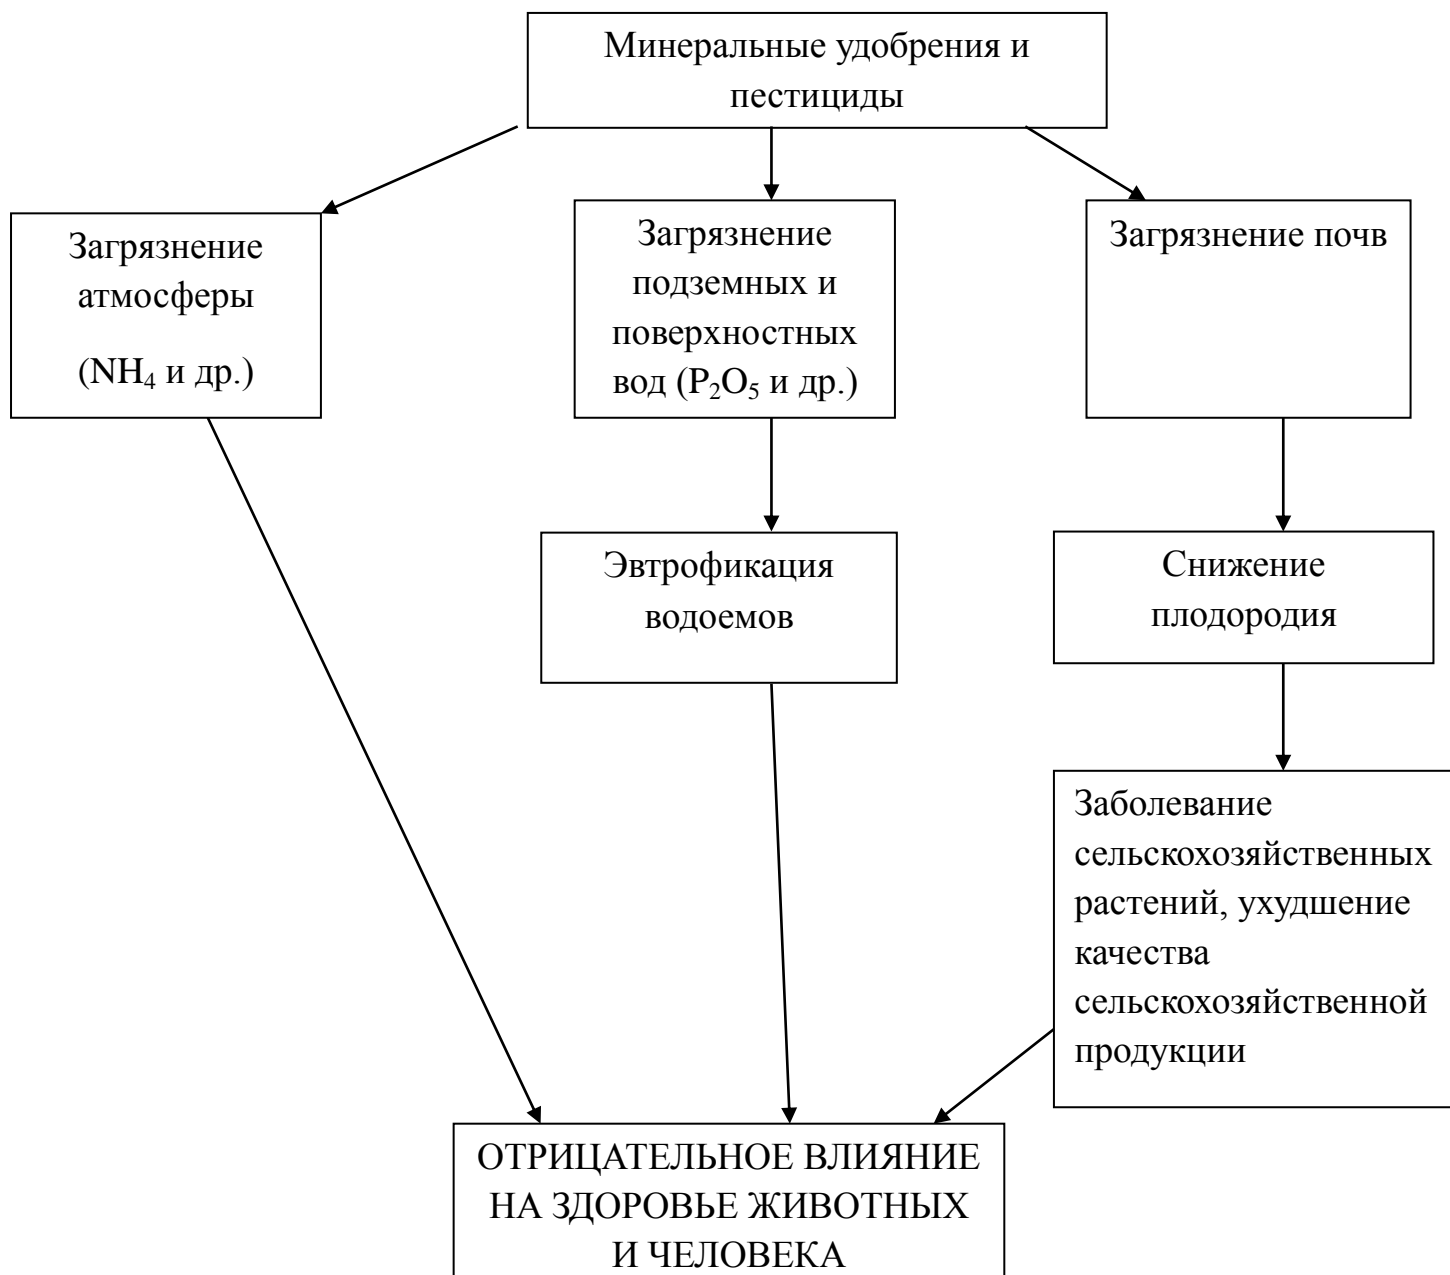 Минеральные удобрения и
пестициды
Загрязнение
атмосферы
(NH₄ и др.)
Загрязнение
подземных и
поверхностных
вод (P₂O₅ и др.)
Загрязнение почв
Эвтрофикация
водоемов
Снижение
плодородия
Заболевание
сельскохозяйственных
растений, ухудшение
качества
сельскохозяйственной
продукции
ОТРИЦАТЕЛЬНОЕ ВЛИЯНИЕ
НА ЗДОРОВЬЕ ЖИВОТНЫХ
И ЧЕЛОВЕКА